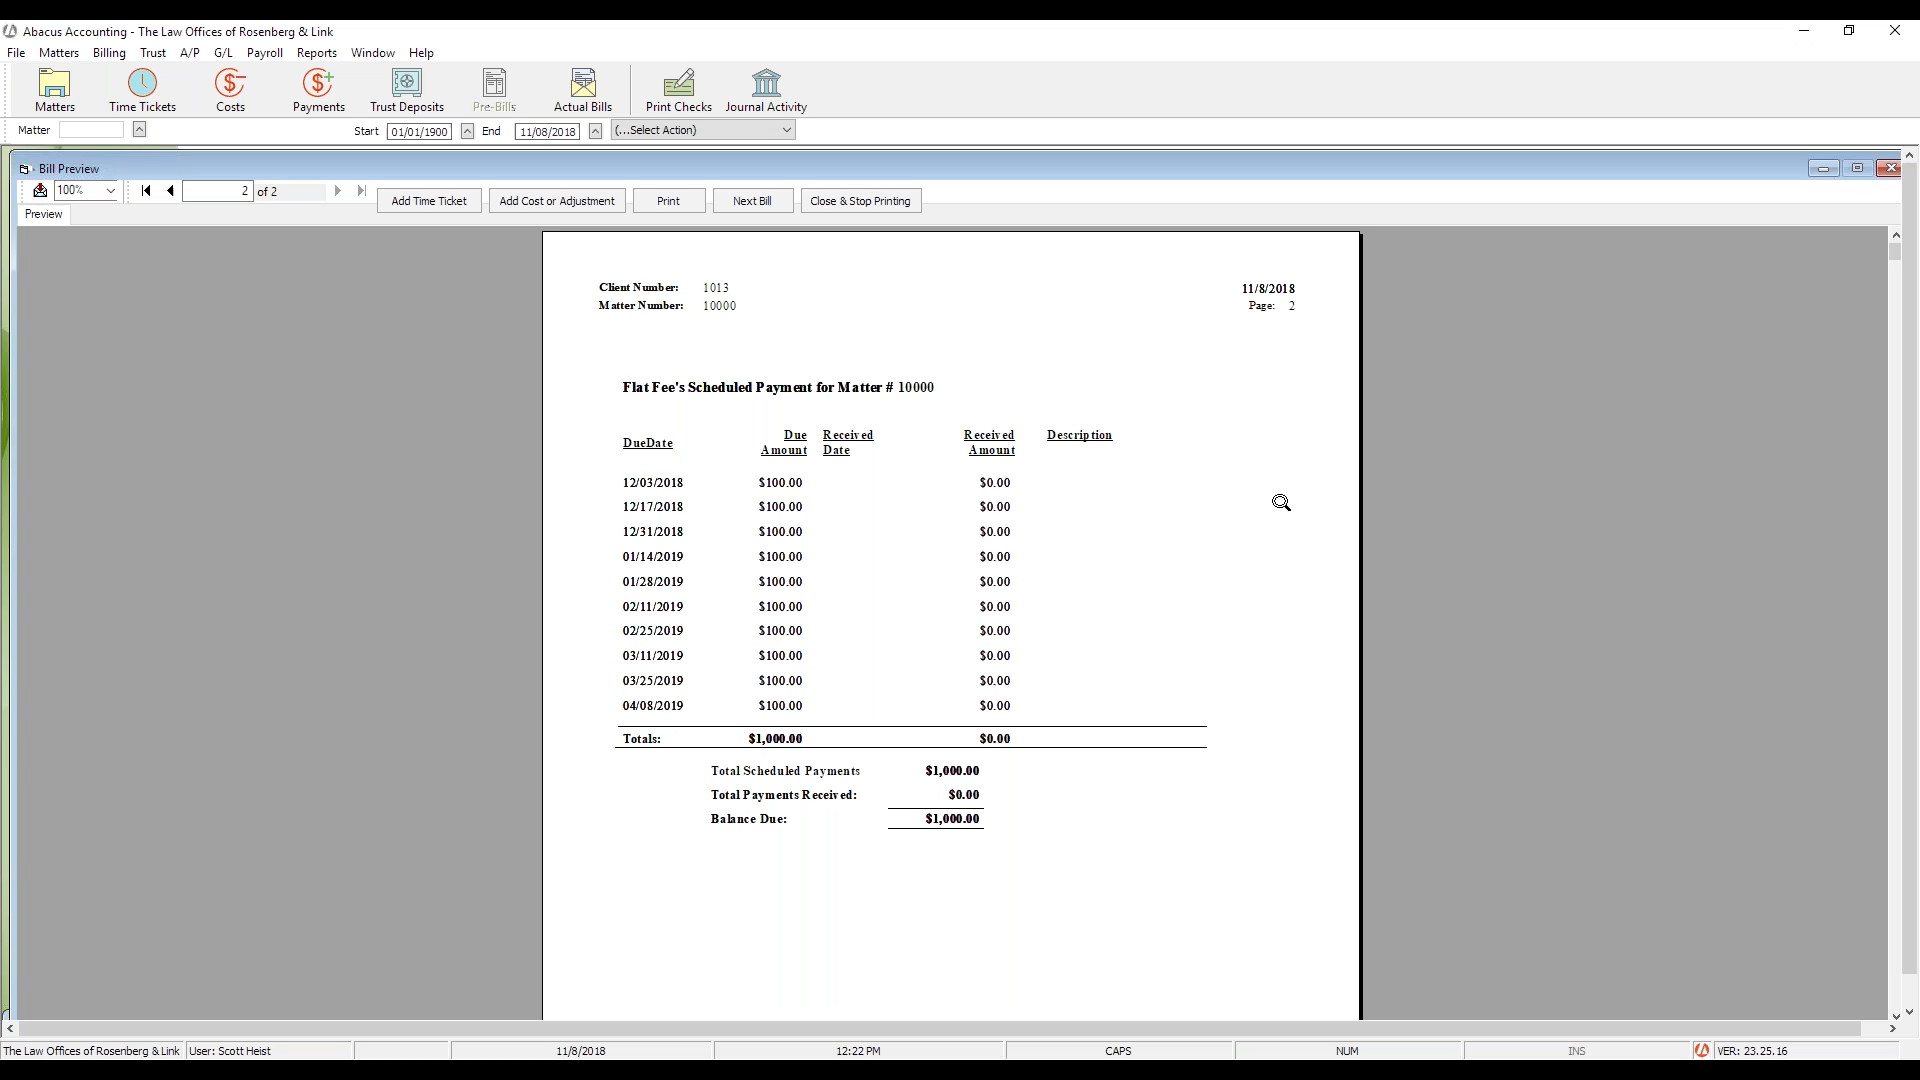 Abacus Accounting - The Law Offices of Rosenberg & Link
File Matters Billing Trust A/P G/L Payroll Reports Window Help
Matters Time Tickets Costs Payments Trust Deposits Pre-Bills Actual Bills Print Checks Journal Activity
Matter Start 01/01/1900 End 11/08/2018 (...Select Action)
Bill Preview
100% 2 of 2 Add Time Ticket Add Cost or Adjustment Print Next Bill Close & Stop Printing
Preview
Client Number: 1013 11/8/2018
Matter Number: 10000 Page: 2
Flat Fee's Scheduled Payment for Matter # 10000
DueDate Due Amount Received Date Received Amount Description
12/03/2018 $100.00 $0.00
12/17/2018 $100.00 $0.00
12/31/2018 $100.00 $0.00
01/14/2019 $100.00 $0.00
01/28/2019 $100.00 $0.00
02/11/2019 $100.00 $0.00
02/25/2019 $100.00 $0.00
03/11/2019 $100.00 $0.00
03/25/2019 $100.00 $0.00
04/08/2019 $100.00 $0.00
Totals: $1,000.00 $0.00
Total Scheduled Payments $1,000.00
Total Payments Received: $0.00
Balance Due: $1,000.00
The Law Offices of Rosenberg & Link User: Scott Heist 11/8/2018 12:22 PM CAPS NUM INS VER: 23.25.16